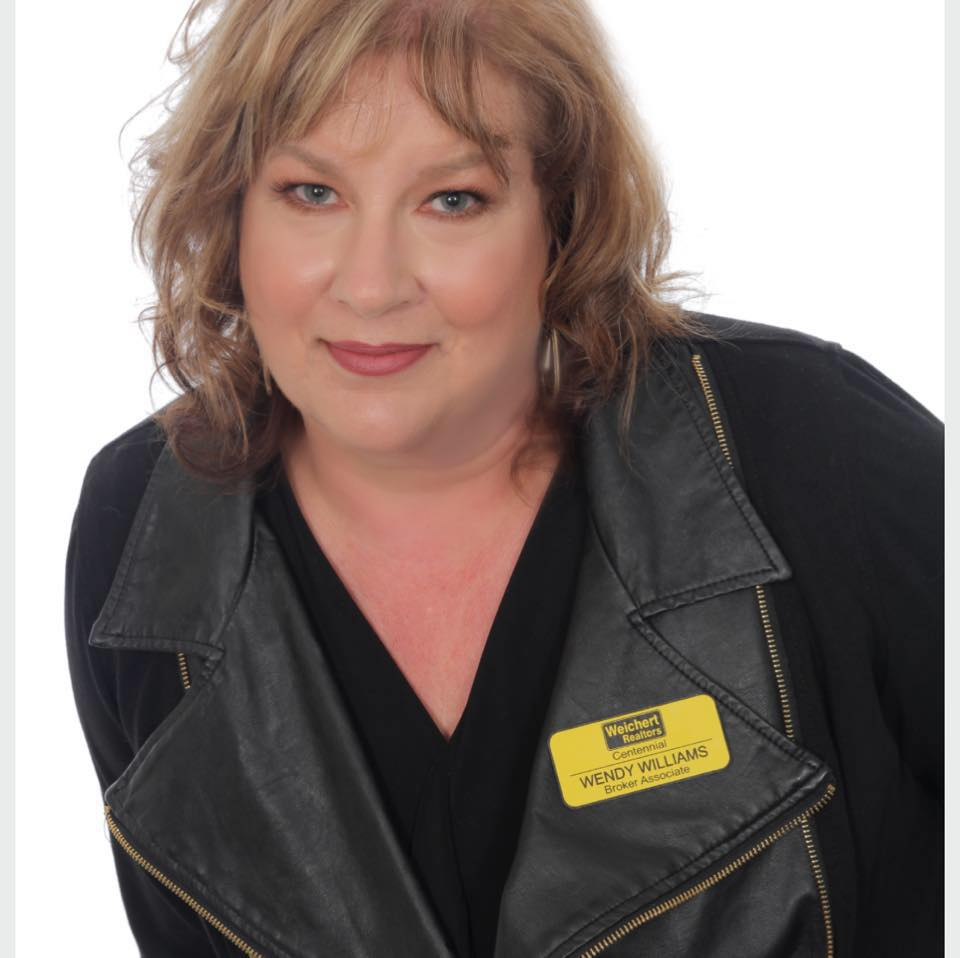 Weichert
Realtors
Centennial
WENDY WILLIAMS
Broker Associate